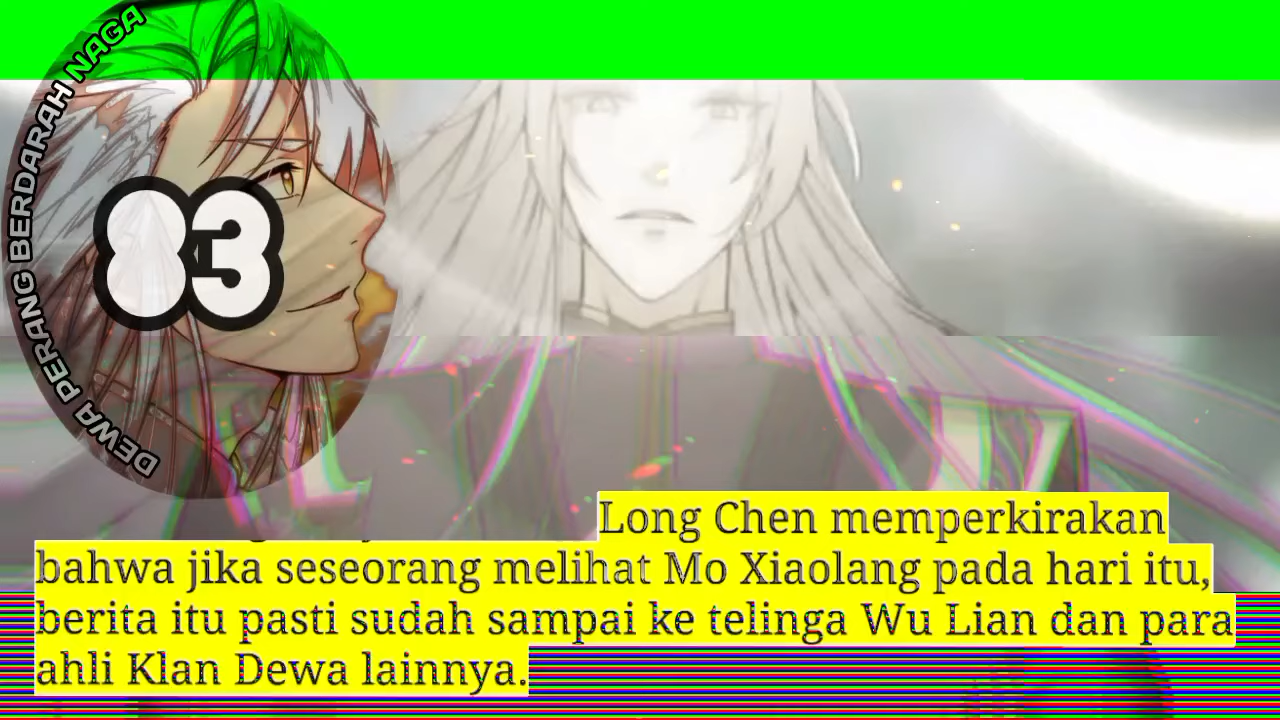 DEWA PERANG BERDARAH NAGA
83
Long Chen memperkirakan
bahwa jika seseorang melihat Mo Xiaolang pada hari itu,
berita itu pasti sudah sampai ke telinga Wu Lian dan para
ahli Klan Dewa lainnya.